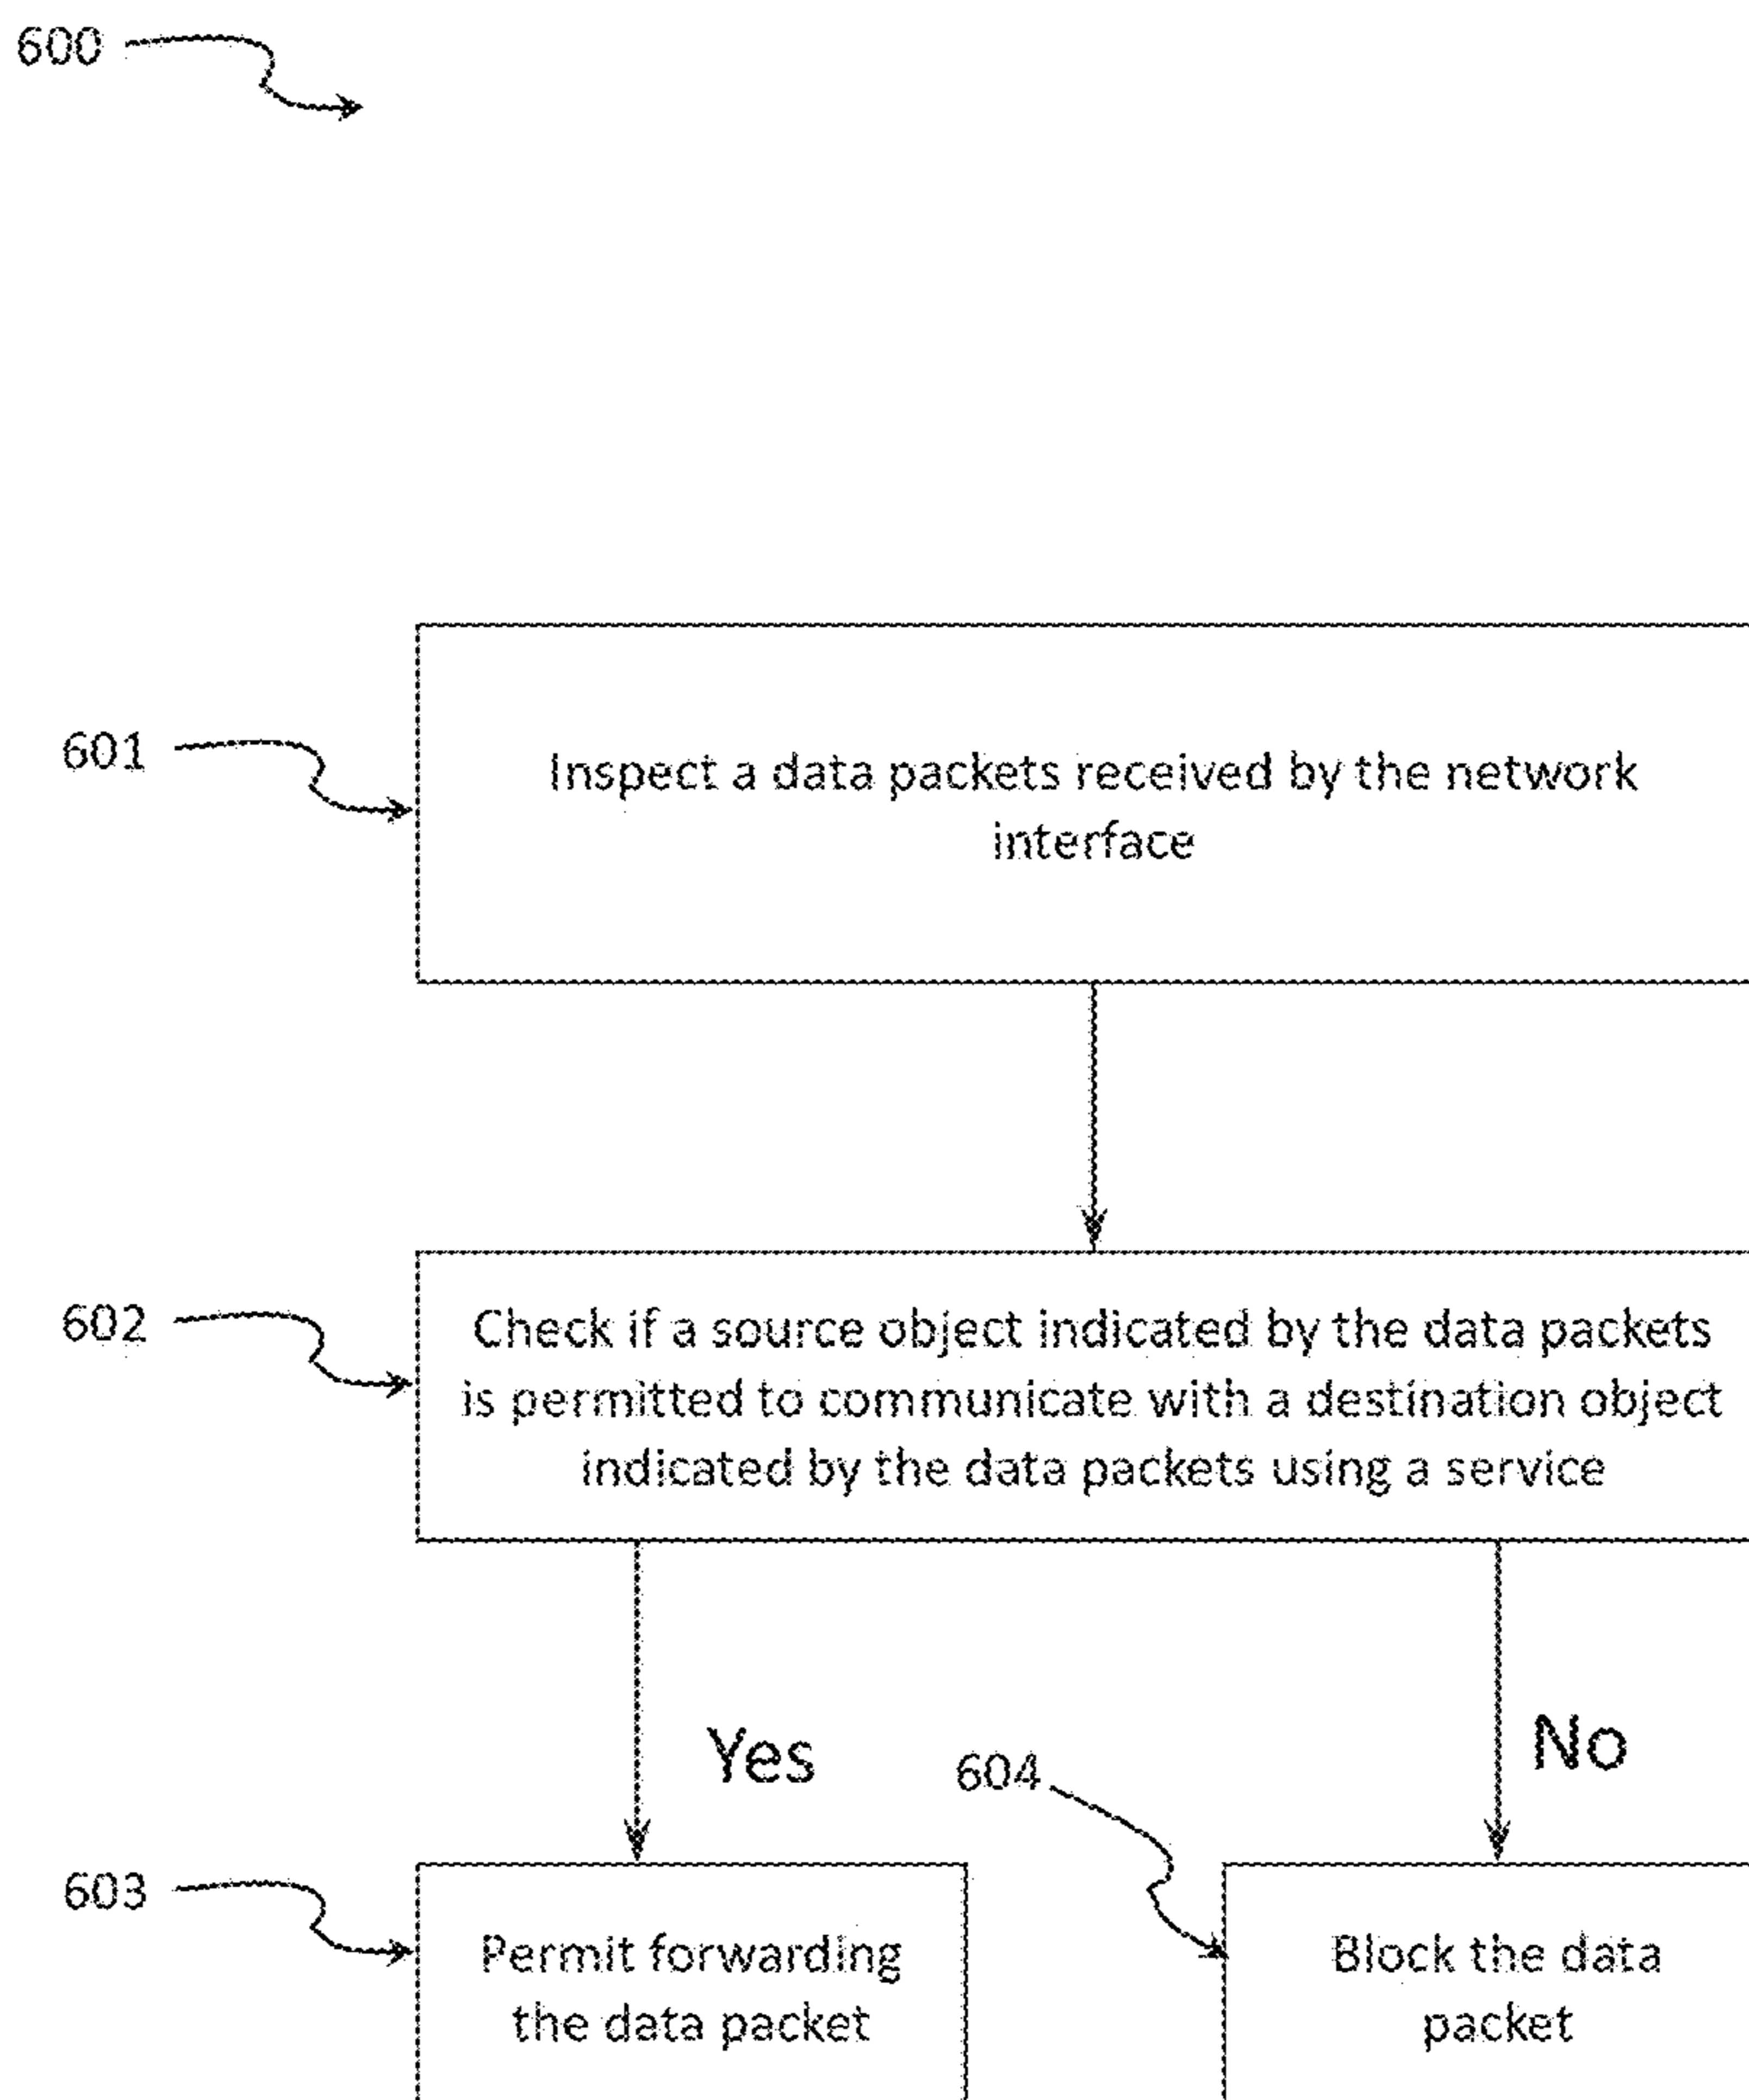 600
601
Inspect a data packets received by the network
interface
602
Check if a source object indicated by the data packets
is permitted to communicate with a destination object
indicated by the data packets using a service
Yes
No
604
603
Permit forwarding
the data packet
Block the data
packet